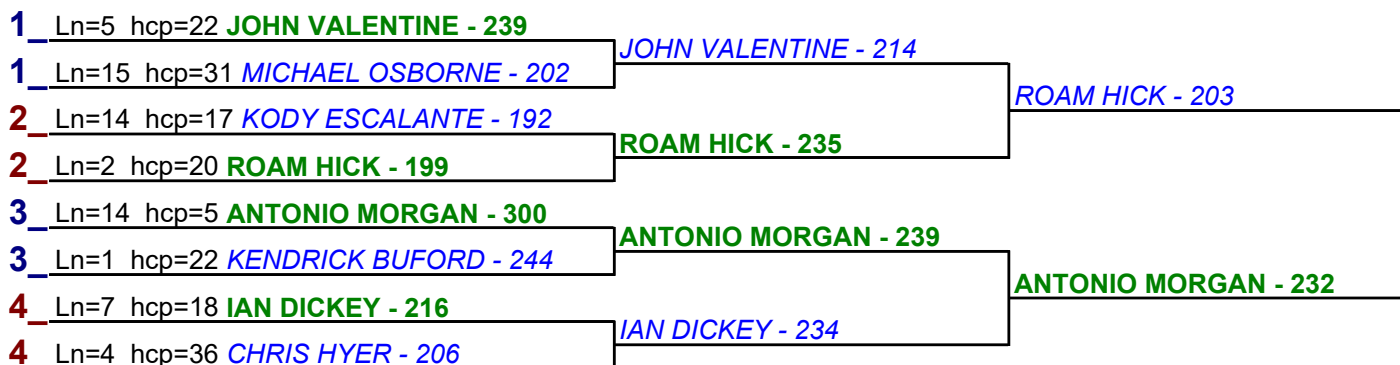 1_ Ln=5 hcp=22 JOHN VALENTINE - 239
JOHN VALENTINE - 214
1_ Ln=15 hcp=31 MICHAEL OSBORNE - 202
ROAM HICK - 203
2_ Ln=14 hcp=17 KODY ESCALANTE - 192
ROAM HICK - 235
2_ Ln=2 hcp=20 ROAM HICK - 199
3_ Ln=14 hcp=5 ANTONIO MORGAN - 300
ANTONIO MORGAN - 239
3_ Ln=1 hcp=22 KENDRICK BUFORD - 244
ANTONIO MORGAN - 232
4_ Ln=7 hcp=18 IAN DICKEY - 216
IAN DICKEY - 234
4 Ln=4 hcp=36 CHRIS HYER - 206